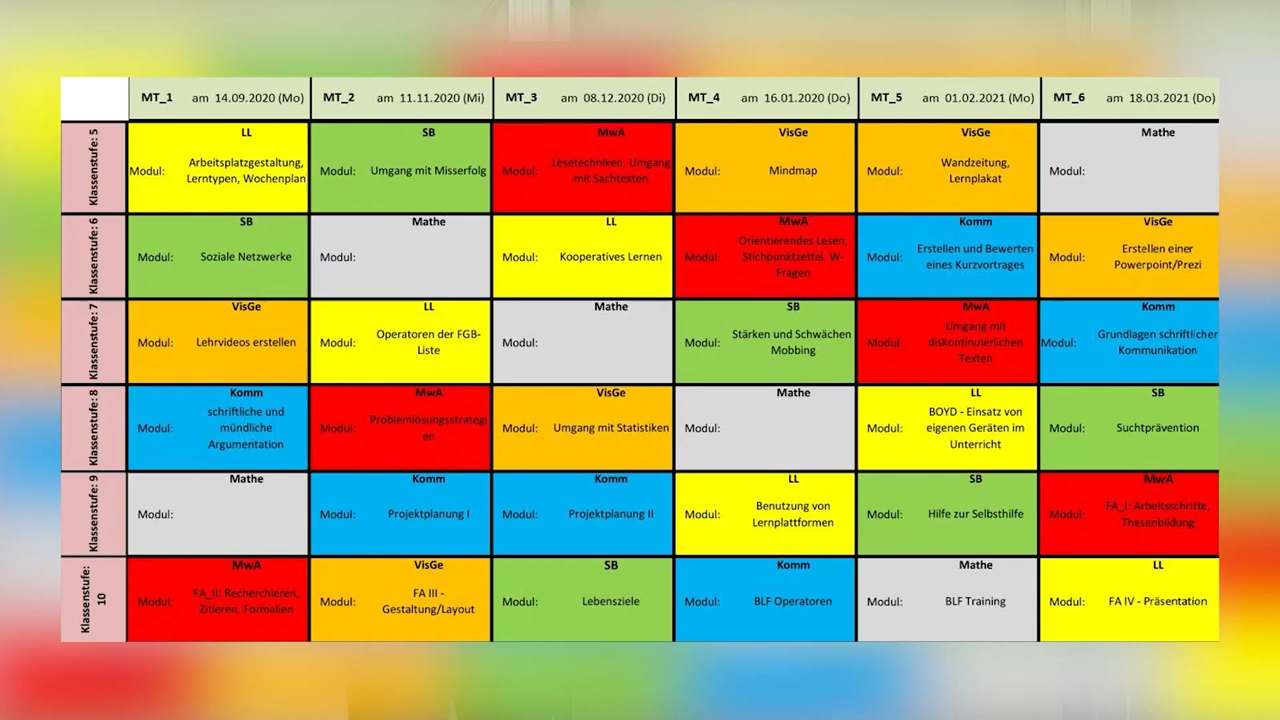 MT_1 am 14.09.2020 (Mo) MT_2 am 11.11.2020 (Mi) MT_3 am 08.12.2020 (Di) MT_4 am 16.01.2020 (Do) MT_5 am 01.02.2021 (Mo) MT_6 am 18.03.2021 (Do)
Klassenstufe: 5
LL
Modul: Arbeitsplatzgestaltung,
Lerntypen, Wochenplan
SB
Modul: Umgang mit Misserfolg
MwA
Modul: Lesetechniken, Umgang
mit Sachtexten
VisGe
Modul: Mindmap
VisGe
Modul: Wandzeitung,
Lernplakat
Mathe
Modul:
Klassenstufe: 6
SB
Modul: Soziale Netzwerke
Mathe
Modul:
LL
Modul: Kooperatives Lernen
MwA
Modul: Orientierendes Lesen,
Stichpunktzettel, W-
Fragen
Komm
Modul: Erstellen und Bewerten
eines Kurzvortrages
VisGe
Modul: Erstellen einer
Powerpoint/Prezi
Klassenstufe: 7
VisGe
Modul: Lehrvideos erstellen
LL
Modul: Operatoren der FGB-
Liste
Mathe
Modul:
SB
Modul: Stärken und Schwächen
Mobbing
MwA
Modul: Umgang mit
diskontinuierlichen
Texten
Komm
Modul: Grundlagen schriftlicher
Kommunikation
Klassenstufe: 8
Komm
Modul: schriftliche und
mündliche
Argumentation
MwA
Modul: Problemlösungsstrategi
en
VisGe
Modul: Umgang mit Statistiken
Mathe
Modul:
LL
Modul: BOYD - Einsatz von
eigenen Geräten im
Unterricht
SB
Modul: Suchtprävention
Klassenstufe: 9
Mathe
Modul:
Komm
Modul: Projektplanung I
Komm
Modul: Projektplanung II
LL
Modul: Benutzung von
Lernplattformen
SB
Modul: Hilfe zur Selbsthilfe
MwA
Modul: FA_I: Arbeitsschritte,
Thesenbildung
Klassenstufe:
10
MwA
Modul: FA_II: Recherchieren,
Zitieren, Formalien
VisGe
Modul: FA III -
Gestaltung/Layout
SB
Modul: Lebensziele
Komm
Modul: BLF Operatoren
Mathe
Modul: BLF Training
LL
Modul: FA IV - Präsentation